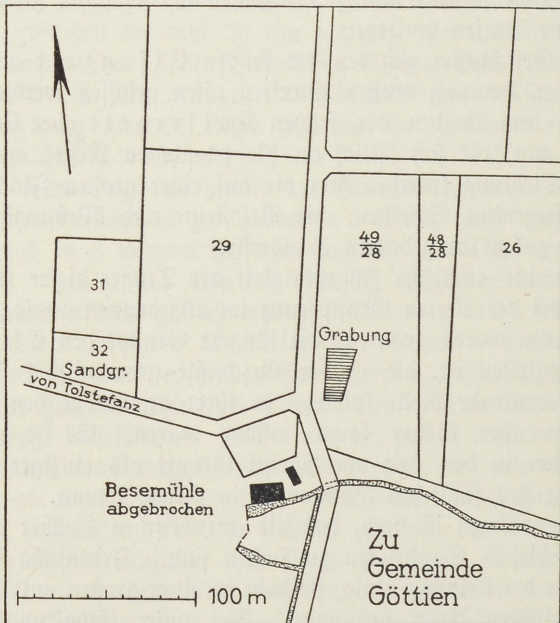 29
49
28
48
28
26
31
32
Sandgr.
von Tolstefanz
Grabung
Besemühle
abgebrochen
Zu
Gemeinde
Göttien
100 m